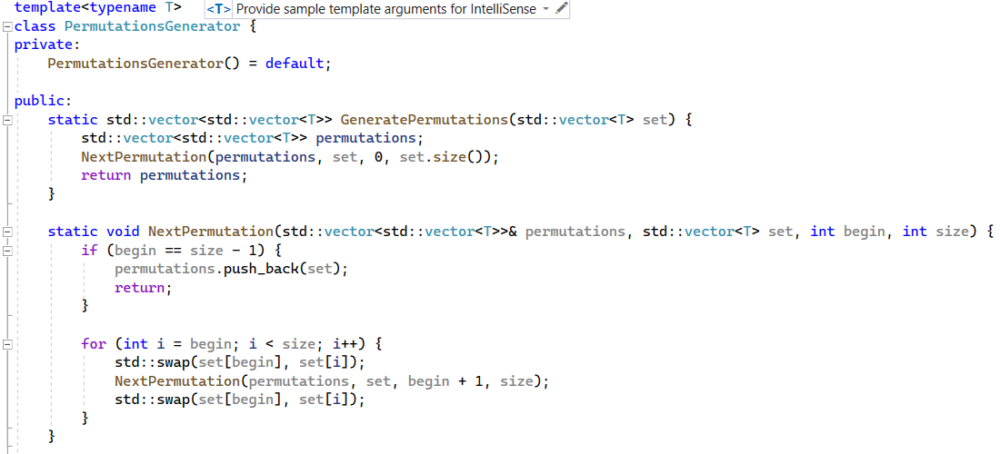 template<typename T> <T> Provide sample template arguments for IntelliSense
class PermutationsGenerator {
private:
    PermutationsGenerator() = default;

public:
    static std::vector<std::vector<T>> GeneratePermutations(std::vector<T> set) {
        std::vector<std::vector<T>> permutations;
        NextPermutation(permutations, set, 0, set.size());
        return permutations;
    }

    static void NextPermutation(std::vector<std::vector<T>>& permutations, std::vector<T> set, int begin, int size) {
        if (begin == size - 1) {
            permutations.push_back(set);
            return;
        }

        for (int i = begin; i < size; i++) {
            std::swap(set[begin], set[i]);
            NextPermutation(permutations, set, begin + 1, size);
            std::swap(set[begin], set[i]);
        }
    }